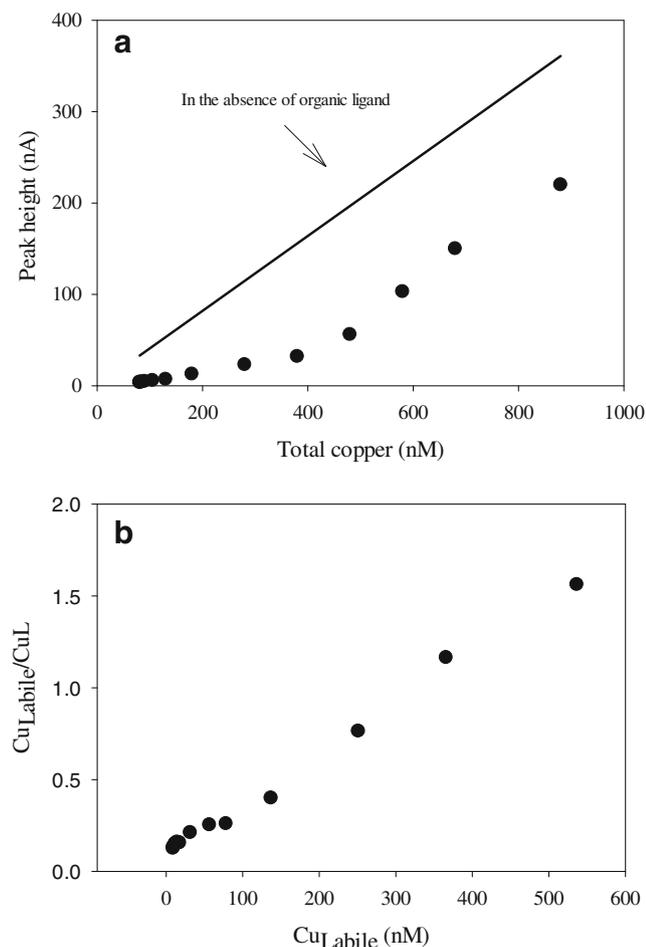 a
400
In the absence of organic ligand
300
200
100
0
Peak height (nA)
0 200 400 600 800 1000
Total copper (nM)
b
2.0
1.5
1.0
0.5
0.0
CuLabile/CuL
0 100 200 300 400 500 600
CuLabile (nM)